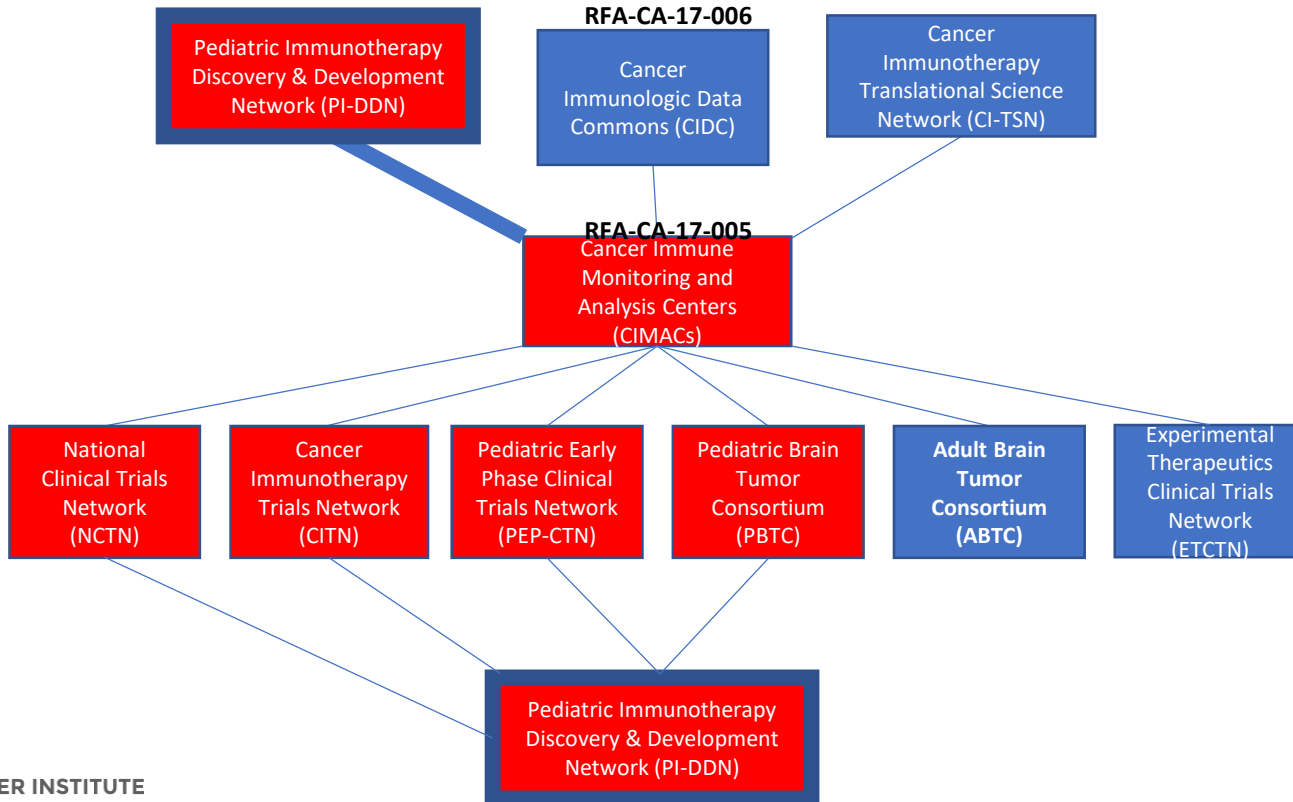 RFA-CA-17-006
Pediatric Immunotherapy
Discovery & Development
Network (PI-DDN)
Cancer
Immunologic Data
Commons (CIDC)
Cancer
Immunotherapy
Translational Science
Network (CI-TSN)
RFA-CA-17-005
Cancer Immune
Monitoring and
Analysis Centers
(CIMACs)
National
Clinical Trials
Network
(NCTN)
Cancer
Immunotherapy
Trials Network
(CITN)
Pediatric Early
Phase Clinical
Trials Network
(PEP-CTN)
Pediatric Brain
Tumor
Consortium
(PBTC)
Adult Brain
Tumor
Consortium
(ABTC)
Experimental
Therapeutics
Clinical Trials
Network
(ETCTN)
Pediatric Immunotherapy
Discovery & Development
Network (PI-DDN)
ER INSTITUTE